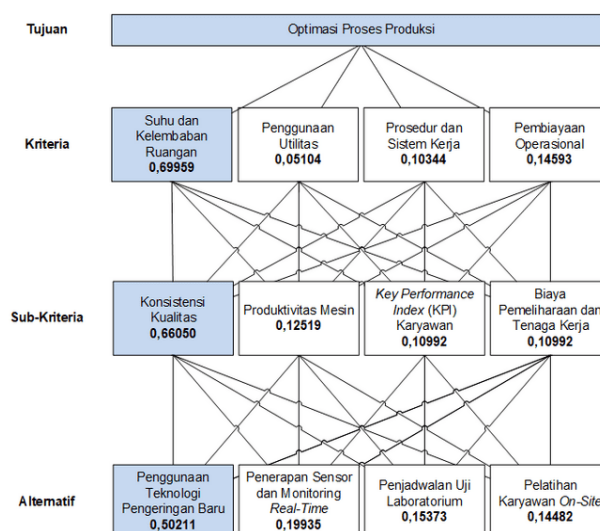 Tujuan
Optimasi Proses Produksi
Kriteria
Suhu dan
Kelembaban
Ruangan
0,69959
Penggunaan
Utilitas
0,05104
Prosedur dan
Sistem Kerja
0,10344
Pembiayaan
Operasional
0,14593
Sub-Kriteria
Konsistensi
Kualitas
0,66050
Produktivitas Mesin
0,12519
Key Performance
Index (KPI)
Karyawan
0,10992
Biaya
Pemeliharaan dan
Tenaga Kerja
0,10992
Alternatif
Penggunaan
Teknologi
Pengeringan Baru
0,50211
Penerapan Sensor
dan Monitoring
Real-Time
0,19935
Penjadwalan Uji
Laboratorium
0,15373
Pelatihan
Karyawan On-Site
0,14482